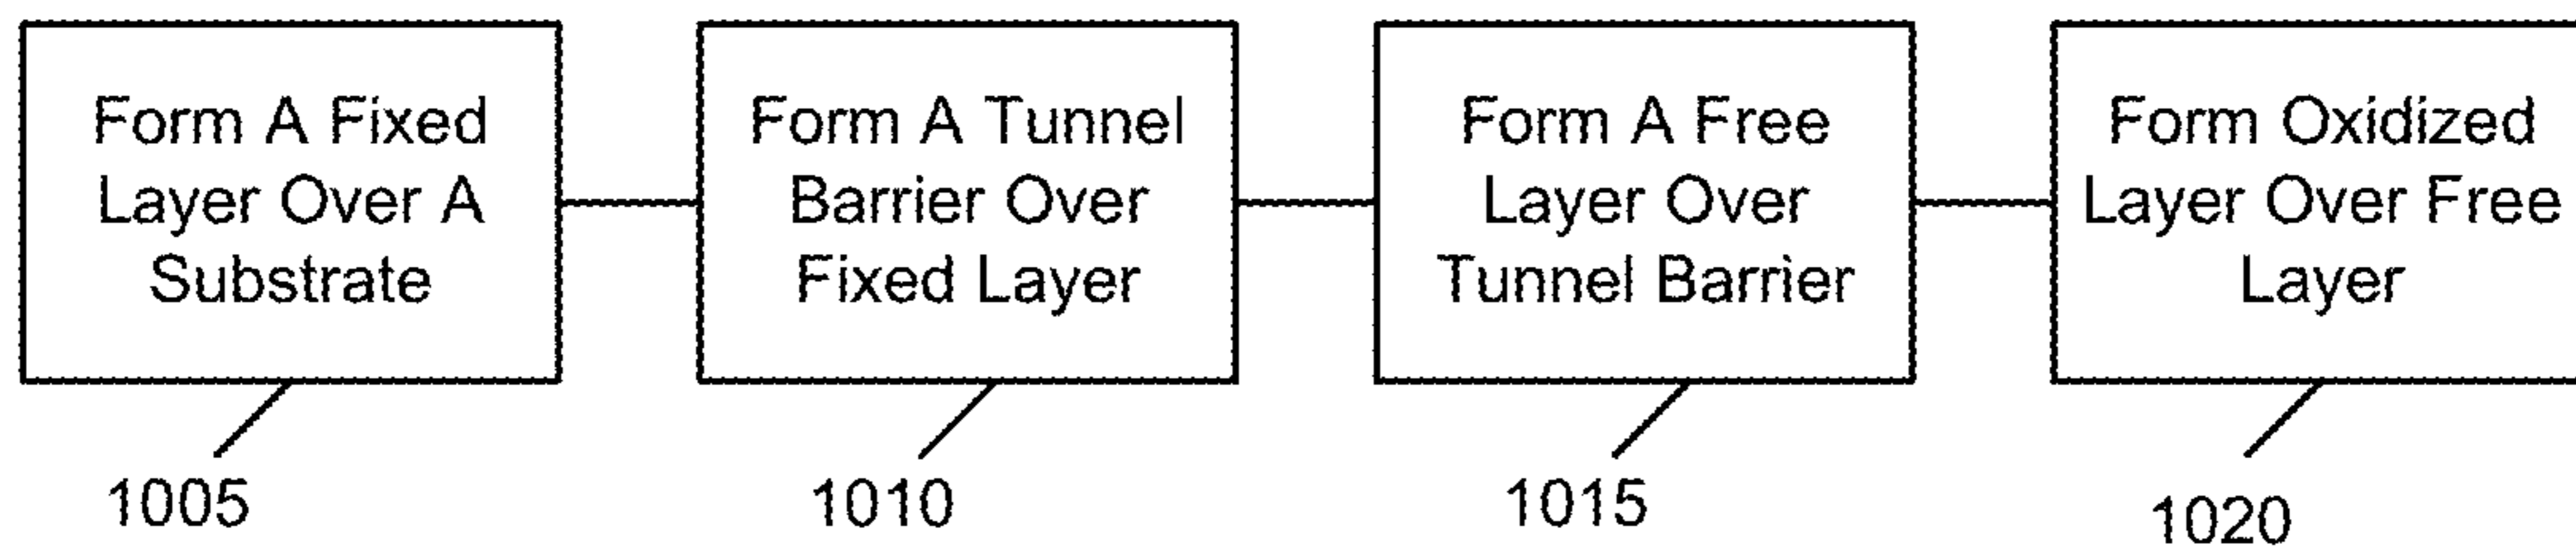 Form A Fixed
Layer Over A
Substrate
Form A Tunnel
Barrier Over
Fixed Layer
Form A Free
Layer Over
Tunnel Barrier
Form Oxidized
Layer Over Free
Layer
1005
1010
1015
1020